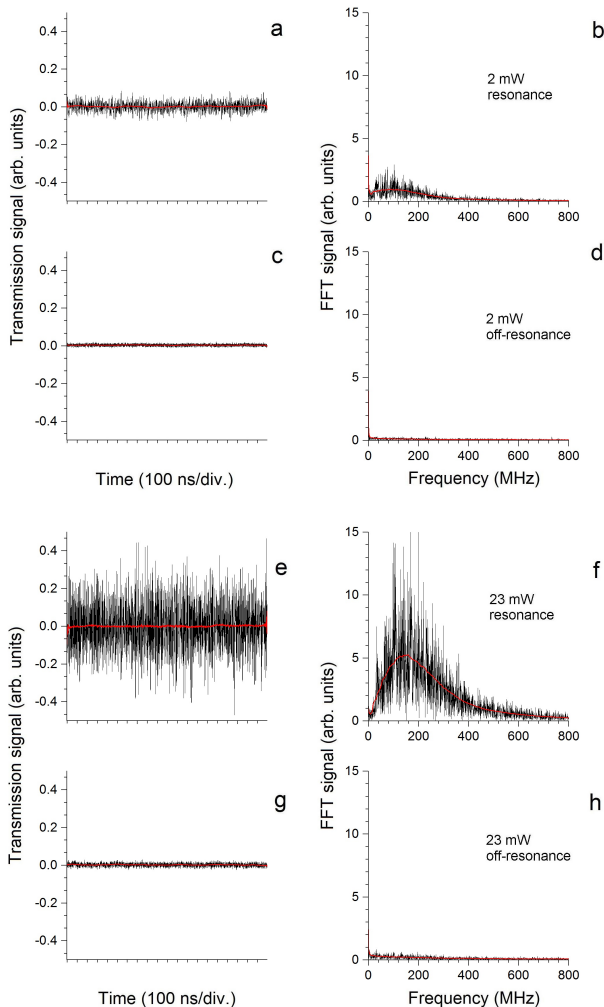 Transmission signal (arb. units)
0.4
0.2
0.0
-0.2
-0.4
a
FFT signal (arb. units)
15
10
5
0
0 200 400 600 800
b
2 mW
resonance
0.4
0.2
0.0
-0.2
-0.4
c
Time (100 ns/div.)
15
10
5
0
0 200 400 600 800
d
2 mW
off-resonance
Frequency (MHz)
Transmission signal (arb. units)
0.4
0.2
0.0
-0.2
-0.4
e
FFT signal (arb. units)
15
10
5
0
0 200 400 600 800
f
23 mW
resonance
0.4
0.2
0.0
-0.2
-0.4
g
Time (100 ns/div.)
15
10
5
0
0 200 400 600 800
h
23 mW
off-resonance
Frequency (MHz)